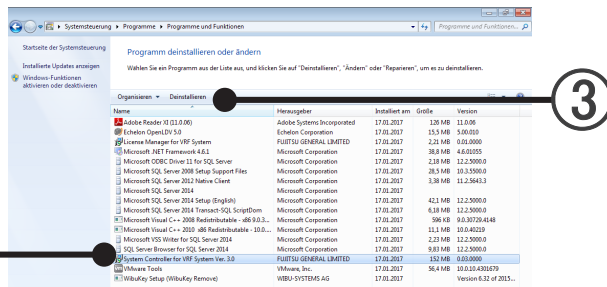 Systemsteuerung ▸ Programme ▸ Programme und Funktionen
Programme und Funktionen...
Startseite der Systemsteuerung
Installierte Updates anzeigen
Windows-Funktionen
aktivieren oder deaktivieren
Programm deinstallieren oder ändern
Wählen Sie ein Programm aus der Liste aus, und klicken Sie auf "Deinstallieren", "Ändern" oder "Reparieren", um es zu deinstallieren.
Organisieren Deinstallieren
3
Name Herausgeber Installiert am Größe Version
Adobe Reader XI (11.0.06) Adobe Systems Incorporated 17.01.2017 126 MB 11.0.06
Echelon OpenLDV 5.0 Echelon Corporation 17.01.2017 15,5 MB 5.00.010
License Manager for VRF System FUJITSU GENERAL LIMITED 17.01.2017 2,21 MB 0.01.0000
Microsoft .NET Framework 4.6.1 Microsoft Corporation 17.01.2017 38,8 MB 4.6.01055
Microsoft ODBC Driver 11 for SQL Server Microsoft Corporation 17.01.2017 2,18 MB 12.2.5000.0
Microsoft SQL Server 2008 Setup Support Files Microsoft Corporation 17.01.2017 28,5 MB 10.3.5500.0
Microsoft SQL Server 2012 Native Client Microsoft Corporation 17.01.2017 3,38 MB 11.2.5643.3
Microsoft SQL Server 2014 Microsoft Corporation 17.01.2017
Microsoft SQL Server 2014 Setup (English) Microsoft Corporation 17.01.2017 42,1 MB 12.2.5000.0
Microsoft SQL Server 2014 Transact-SQL ScriptDom Microsoft Corporation 17.01.2017 6,18 MB 12.2.5000.0
Microsoft Visual C++ 2008 Redistributable - x86 9.0.3... Microsoft Corporation 17.01.2017 596 KB 9.0.30729.4148
Microsoft Visual C++ 2010 x86 Redistributable - 10.0.... Microsoft Corporation 17.01.2017 11,1 MB 10.0.40219
Microsoft VSS Writer for SQL Server 2014 Microsoft Corporation 17.01.2017 2,23 MB 12.2.5000.0
SQL Server Browser for SQL Server 2014 Microsoft Corporation 17.01.2017 9,83 MB 12.2.5000.0
System Controller for VRF System Ver. 3.0 FUJITSU GENERAL LIMITED 17.01.2017 152 MB 0.03.0000
VMware Tools VMware, Inc. 17.01.2017 56,4 MB 10.0.10.4301679
WibuKey Setup (WibuKey Remove) WIBU-SYSTEMS AG 17.01.2017 Version 6.32 of 2015...